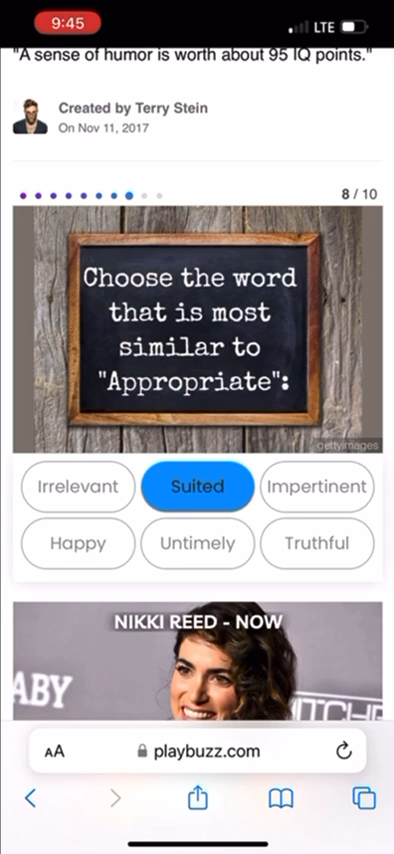 9:45
LTE
"A sense of humor is worth about 95 IQ points."
Created by Terry Stein
On Nov 11, 2017
8 / 10
Choose the word
that is most
similar to
"Appropriate":
gettyimages
Irrelevant
Suited
Impertinent
Happy
Untimely
Truthful
NIKKI REED - NOW
ABY
AA
playbuzz.com